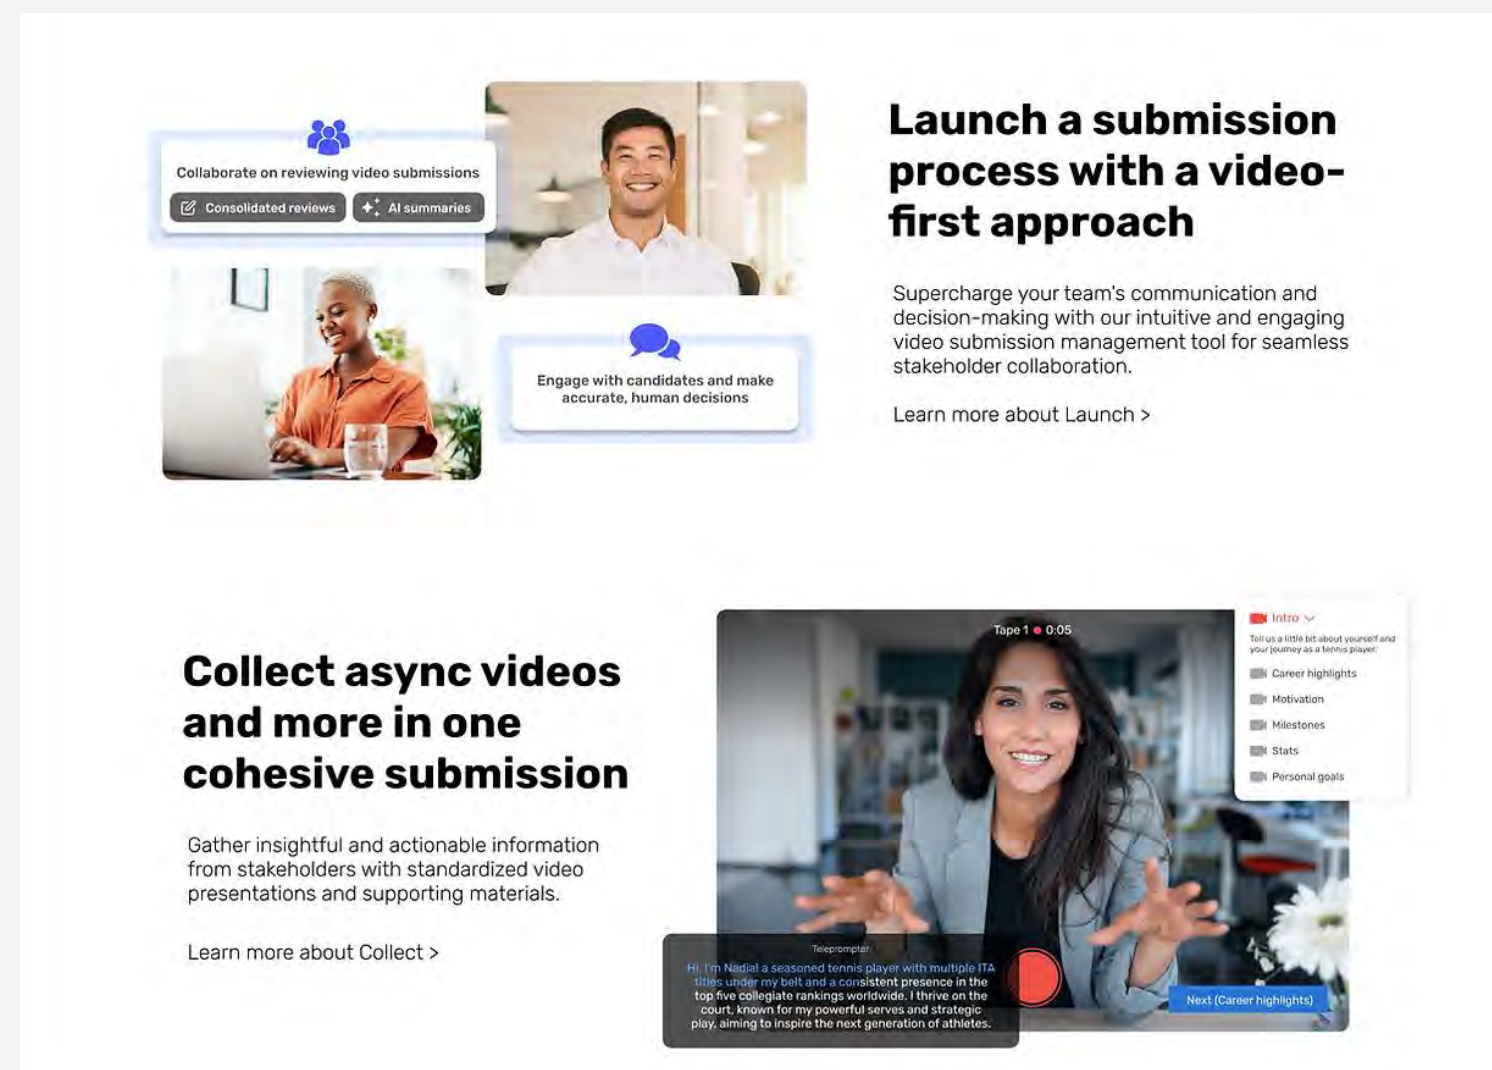 Collaborate on reviewing video submissions
Consolidated reviews
AI summaries
Engage with candidates and make
accurate, human decisions
Launch a submission
process with a video-
first approach
Supercharge your team's communication and
decision-making with our intuitive and engaging
video submission management tool for seamless
stakeholder collaboration.
Learn more about Launch >
Collect async videos
and more in one
cohesive submission
Gather insightful and actionable information
from stakeholders with standardized video
presentations and supporting materials.
Learn more about Collect >
Tape 1 0:05
Intro
Tell us a little bit about yourself and
your journey as a tennis player.
Career highlights
Motivation
Milestones
Stats
Personal goals
Teleprompter
Hi, I'm Nadia! a seasoned tennis player with multiple ITA
titles under my belt and a consistent presence in the
top five collegiate rankings worldwide. I thrive on the
court, known for my powerful serves and strategic
play, aiming to inspire the next generation of athletes.
Next (Career highlights)